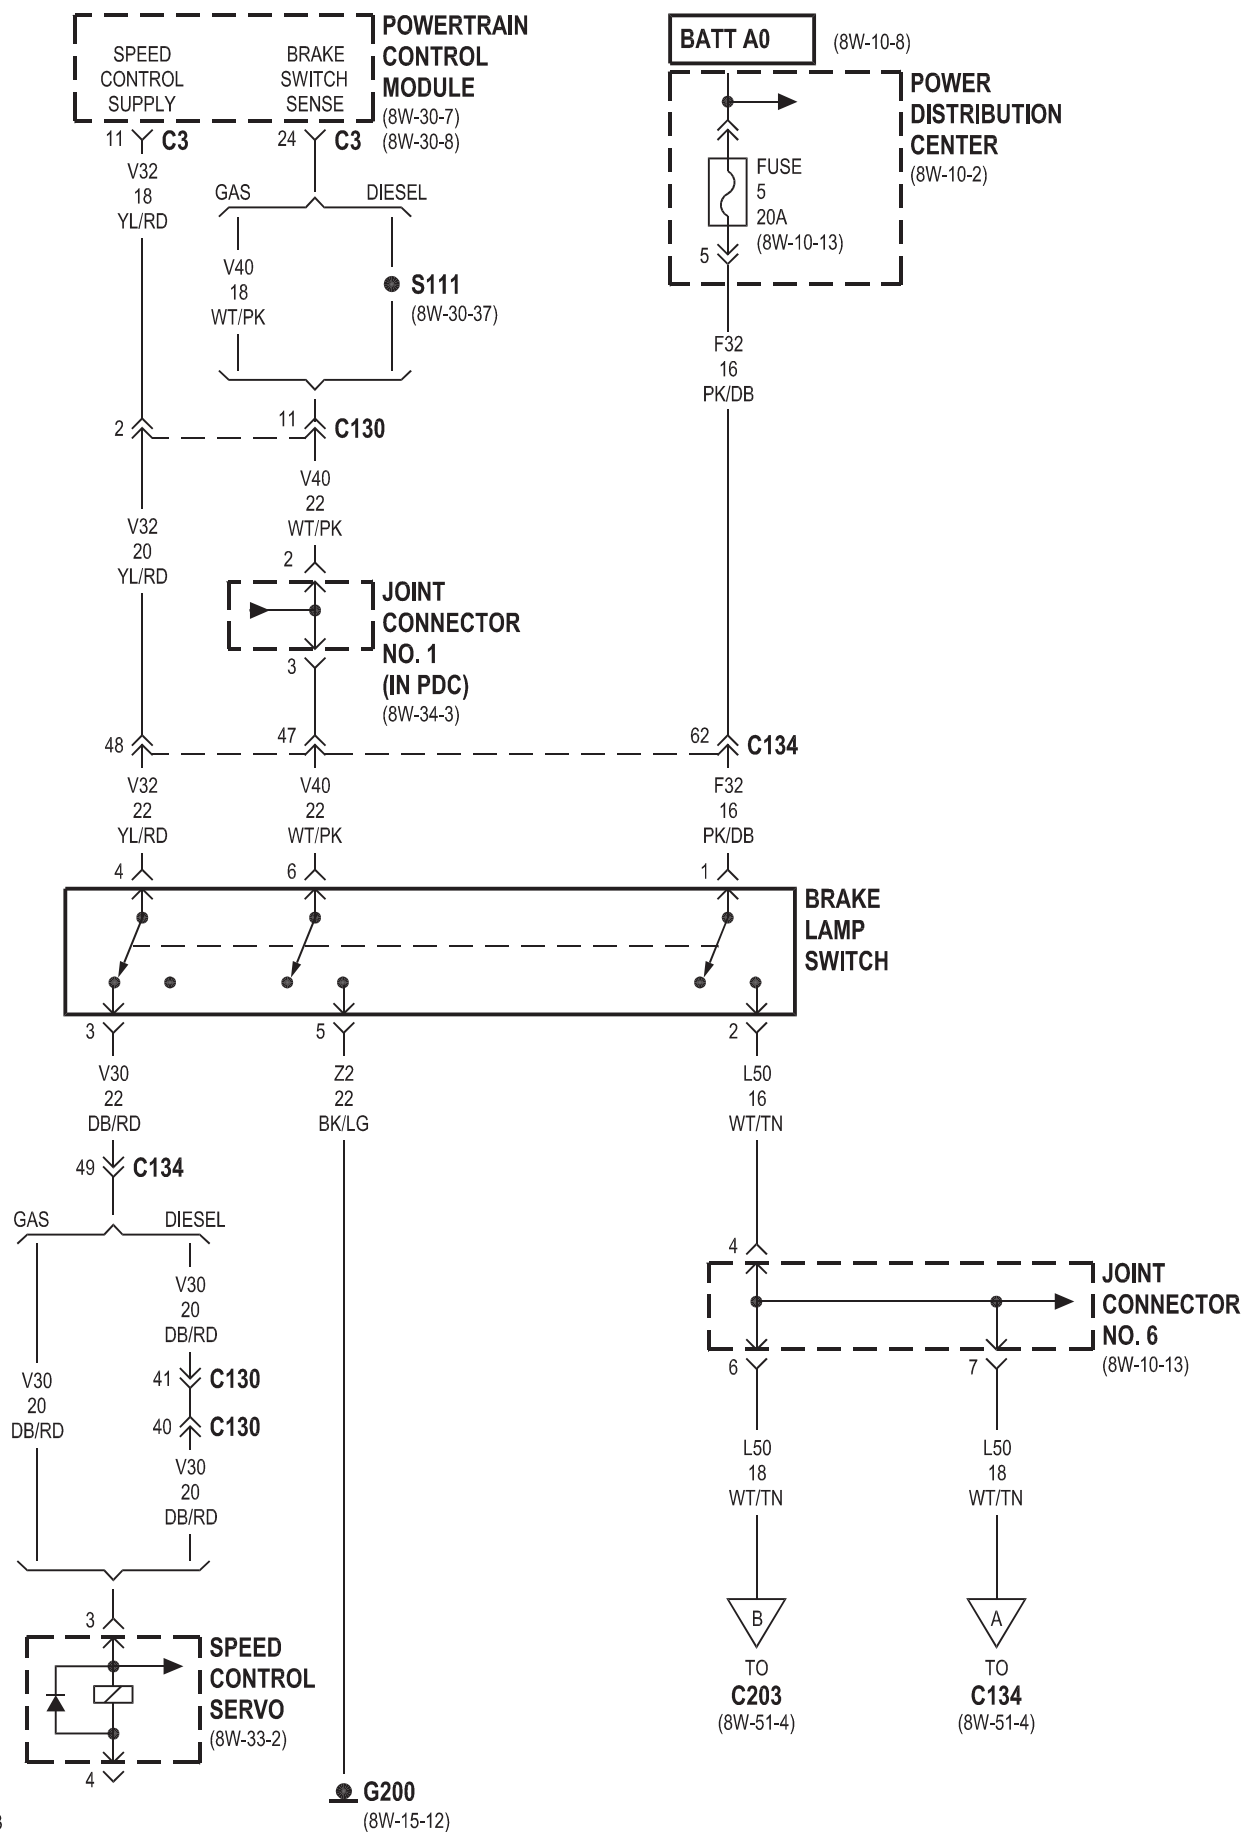 POWERTRAIN
CONTROL
MODULE
(8W-30-7)
(8W-30-8)
SPEED
CONTROL
SUPPLY
BRAKE
SWITCH
SENSE
11
C3
24
C3
V32
18
YL/RD
GAS
DIESEL
V40
18
WT/PK
S111
(8W-30-37)
BATT A0
(8W-10-8)
POWER
DISTRIBUTION
CENTER
(8W-10-2)
FUSE
5
20A
(8W-10-13)
5
F32
16
PK/DB
2
11
C130
V32
20
YL/RD
V40
22
WT/PK
2
JOINT
CONNECTOR
NO. 1
(IN PDC)
(8W-34-3)
3
48
47
62
C134
V32
22
YL/RD
V40
22
WT/PK
F32
16
PK/DB
4
6
1
BRAKE
LAMP
SWITCH
3
5
2
V30
22
DB/RD
Z2
22
BK/LG
L50
16
WT/TN
49
C134
GAS
DIESEL
V30
20
DB/RD
41
C130
V30
20
DB/RD
40
C130
V30
20
DB/RD
4
JOINT
CONNECTOR
NO. 6
(8W-10-13)
6
7
L50
18
WT/TN
L50
18
WT/TN
B
A
TO
C203
(8W-51-4)
TO
C134
(8W-51-4)
3
SPEED
CONTROL
SERVO
(8W-33-2)
4
G200
(8W-15-12)